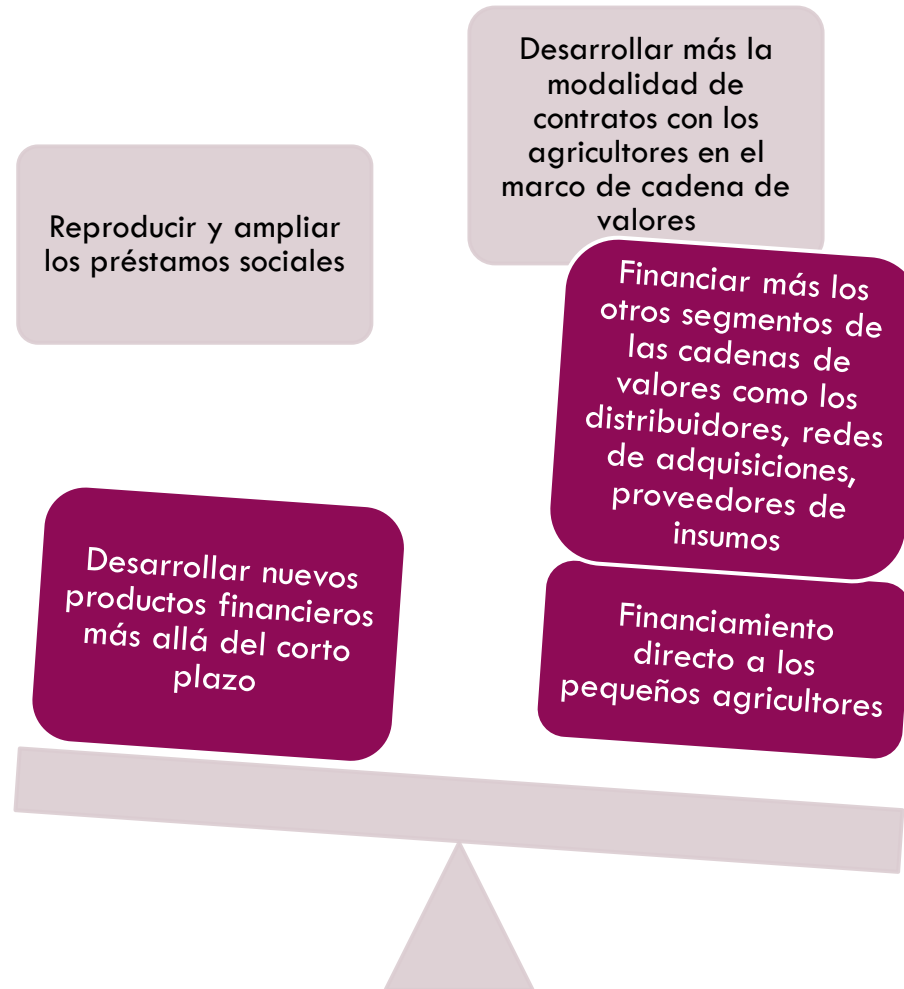 Reproducir y ampliar
los préstamos sociales
Desarrollar nuevos
productos financieros
más allá del corto
plazo
Desarrollar más la
modalidad de
contratos con los
agricultores en el
marco de cadena de
valores
Financiar más los
otros segmentos de
las cadenas de
valores como los
distribuidores, redes
de adquisiciones,
proveedores de
insumos
Financiamiento
directo a los
pequeños agricultores